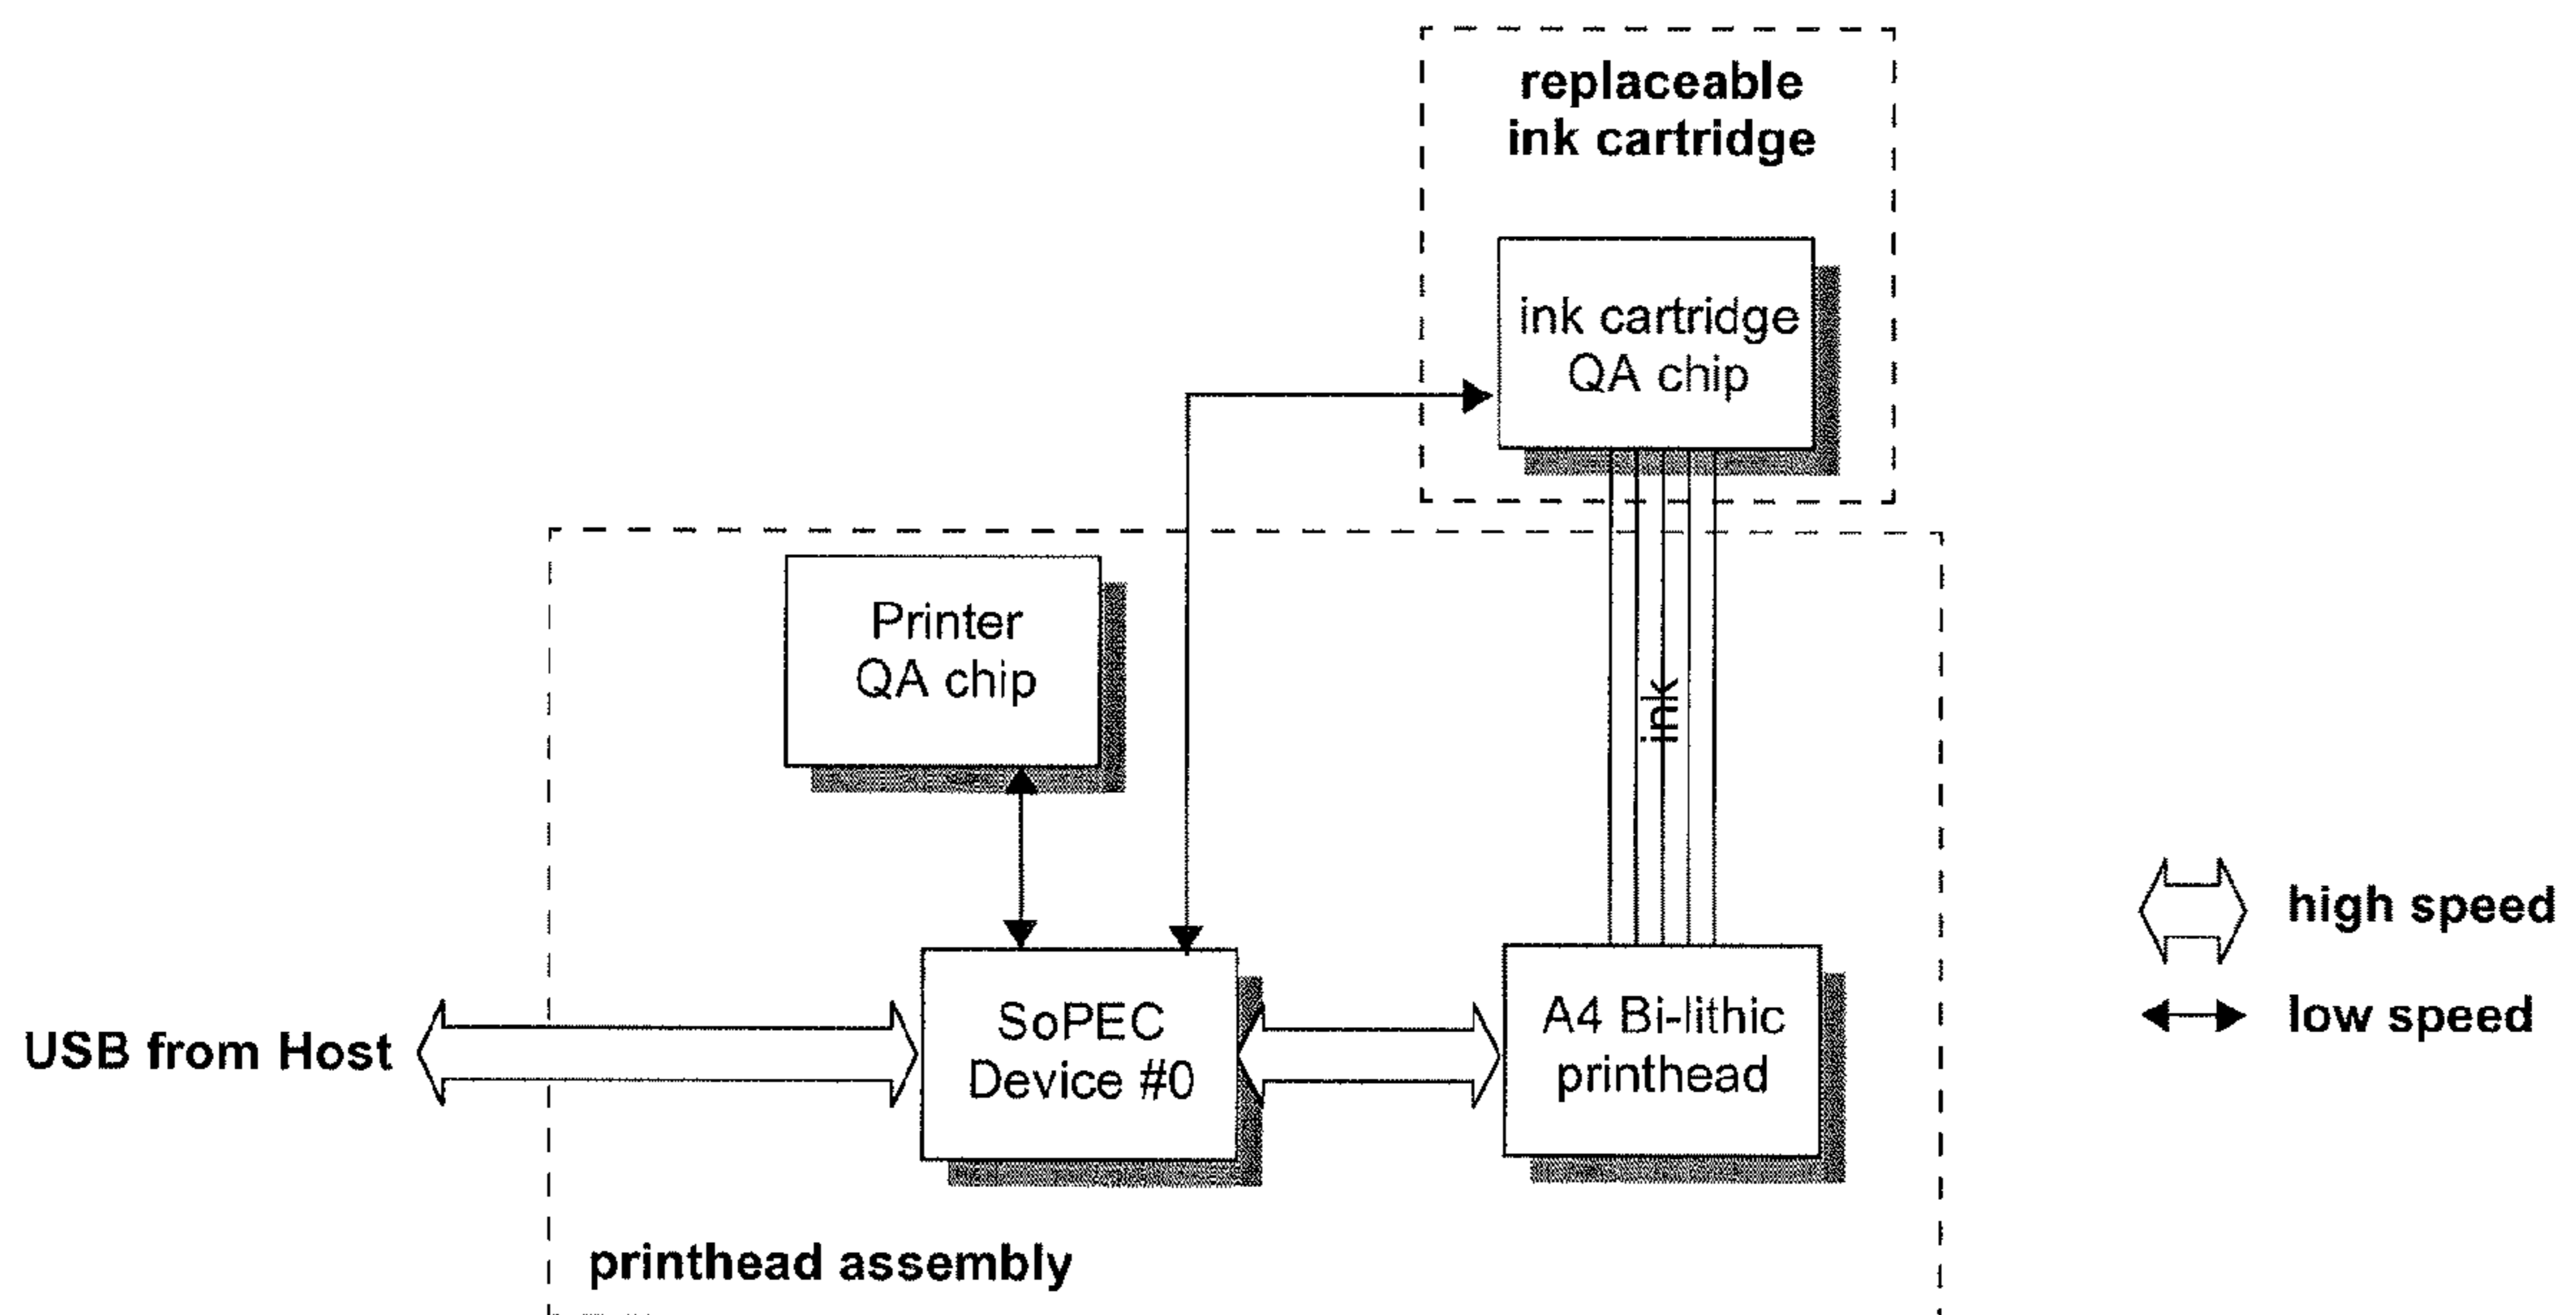 replaceable
ink cartridge
ink cartridge
QA chip
Printer
QA chip
ink
high speed
low speed
USB from Host
SoPEC
Device #0
A4 Bi-lithic
printhead
printhead assembly